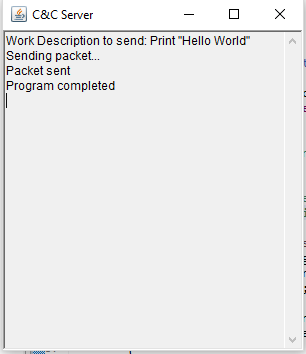 C&C Server
Work Description to send: Print "Hello World"
Sending packet...
Packet sent
Program completed